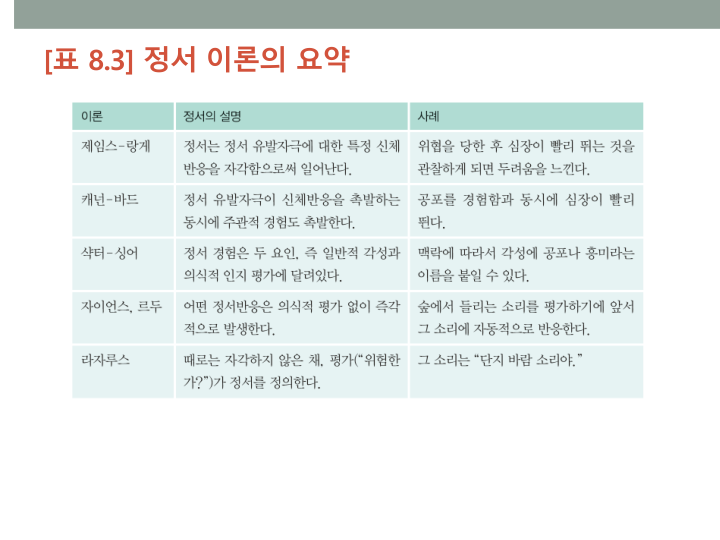 [표 8.3] 정서 이론의 요약
이론 정서의 설명 사례
제임스-랑게 정서는 정서 유발자극에 대한 특정 신체 위협을 당한 후 심장이 빨리 뛰는 것을
반응을 자각함으로써 일어난다. 관찰하게 되면 두려움을 느낀다.
캐넌-바드 정서 유발자극이 신체반응을 촉발하는 공포를 경험함과 동시에 심장이 빨리
동시에 주관적 경험도 촉발한다. 뛴다.
샥터-싱어 정서 경험은 두 요인, 즉 일반적 각성과 맥락에 따라서 각성에 공포나 흥미라는
의식적 인지 평가에 달려있다. 이름을 붙일 수 있다.
자이언스, 르두 어떤 정서반응은 의식적 평가 없이 즉각 숲에서 들리는 소리를 평가하기에 앞서
적으로 발생한다. 그 소리에 자동적으로 반응한다.
라자루스 때로는 자각하지 않은 채, 평가(“위험한 그 소리는 “단지 바람 소리야.”
가?”)가 정서를 정의한다.